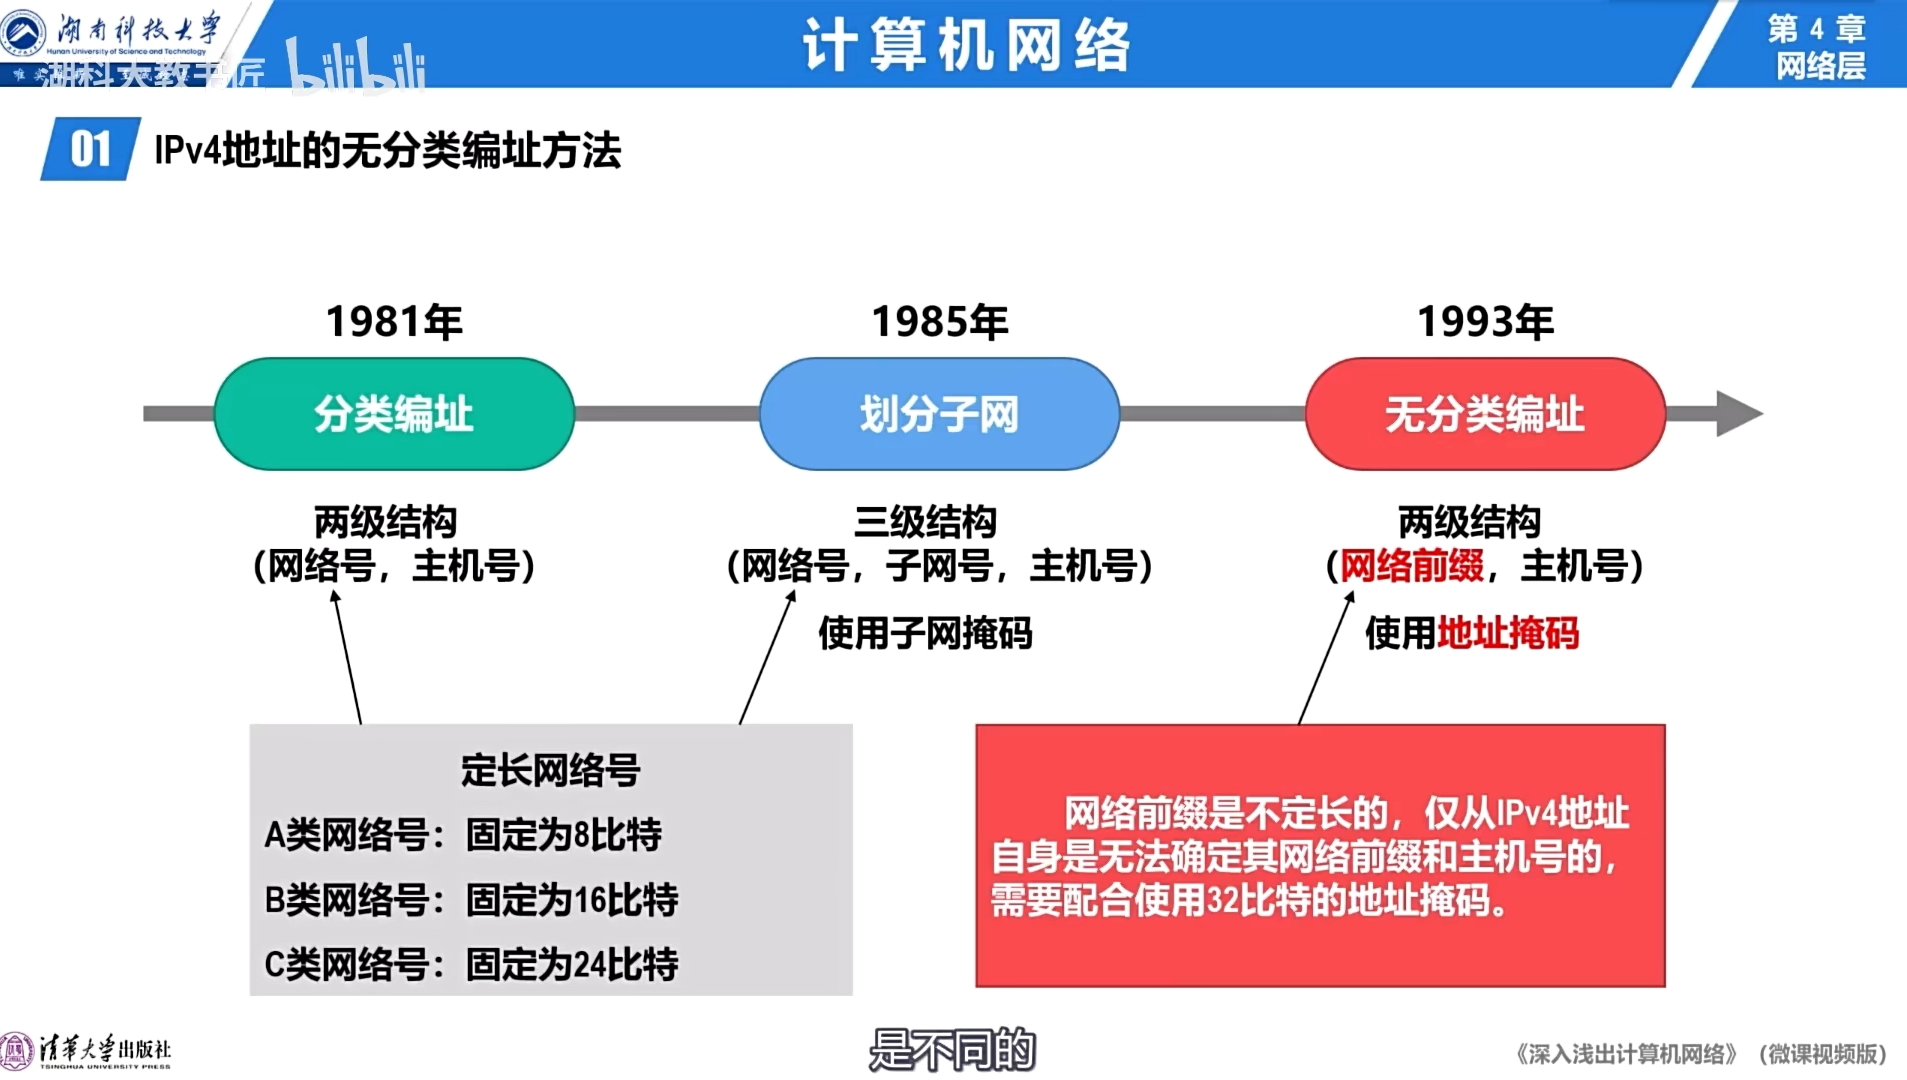 湖南科技大学
Hunan University of Science and Technology
湖科大教书匠 bilibili
计算机网络
第 4 章
网络层
01 IPv4地址的无分类编址方法
1981年
分类编址
两级结构
（网络号，主机号）
1985年
划分子网
三级结构
（网络号，子网号，主机号）
使用子网掩码
1993年
无分类编址
两级结构
（网络前缀，主机号）
使用地址掩码
定长网络号
A类网络号：固定为8比特
B类网络号：固定为16比特
C类网络号：固定为24比特
网络前缀是不定长的，仅从IPv4地址
自身是无法确定其网络前缀和主机号的，
需要配合使用32比特的地址掩码。
是不同的
清华大学出版社
TSINGHUA UNIVERSITY PRESS
《深入浅出计算机网络》（微课视频版）